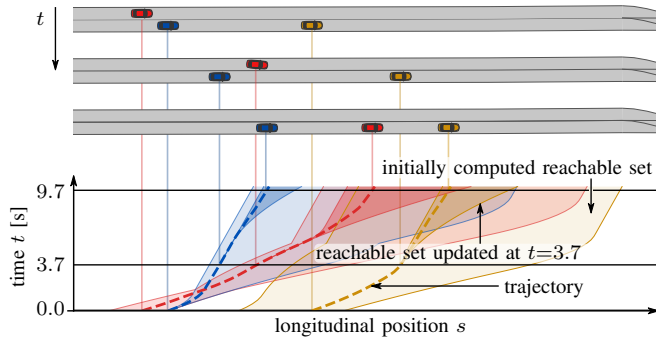 t
initially computed reachable set
9.7
reachable set updated at t=3.7
time t [s]
3.7
trajectory
0.0
longitudinal position s